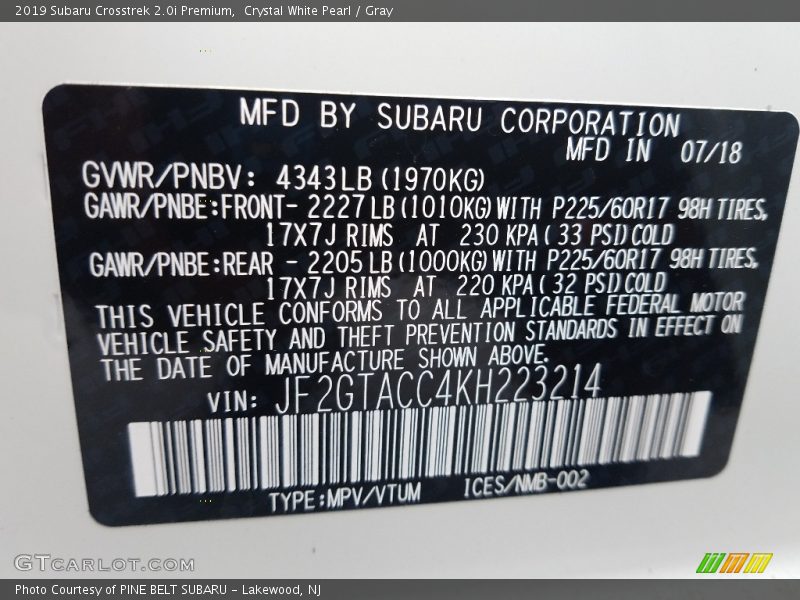 2019 Subaru Crosstrek 2.0i Premium,  Crystal White Pearl / Gray
MFD BY SUBARU CORPORATION
MFD IN 07/18
GVWR/PNBV: 4343LB (1970KG)
GAWR/PNBE:FRONT- 2227 LB (1010KG) WITH P225/60R17 98H TIRES,
17X7J RIMS AT 230 KPA ( 33 PSI) COLD
GAWR/PNBE:REAR - 2205 LB (1000KG) WITH P225/60R17 98H TIRES,
17X7J RIMS AT 220 KPA ( 32 PSI) COLD
THIS VEHICLE CONFORMS TO ALL APPLICABLE FEDERAL MOTOR
VEHICLE SAFETY AND THEFT PREVENTION STANDARDS IN EFFECT ON
THE DATE OF MANUFACTURE SHOWN ABOVE.
VIN: JF2GTACC4KH223214
TYPE:MPV/VTUM ICES/NMB-002
GTCarLot.com
Photo Courtesy of PINE BELT SUBARU - Lakewood, NJ